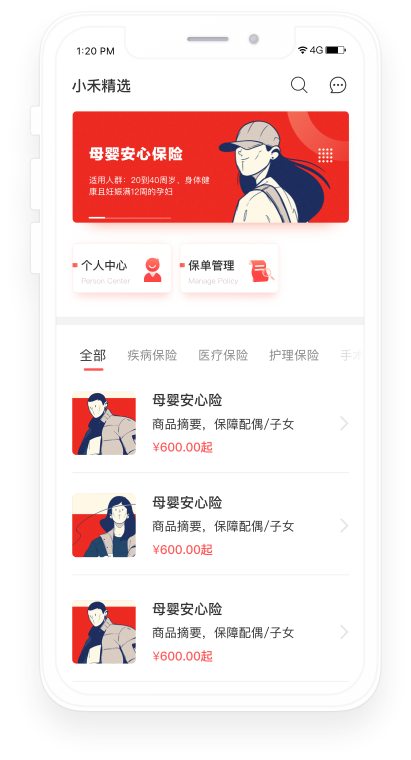 1:20 PM
4G
小禾精选
母婴安心保险
适用人群：20到40周岁、身体健
康且妊娠满12周的孕妇
个人中心
Person Center
保单管理
Manage Policy
全部
疾病保险
医疗保险
护理保险
手术
母婴安心险
商品摘要，保障配偶/子女
¥600.00起
母婴安心险
商品摘要，保障配偶/子女
¥600.00起
母婴安心险
商品摘要，保障配偶/子女
¥600.00起